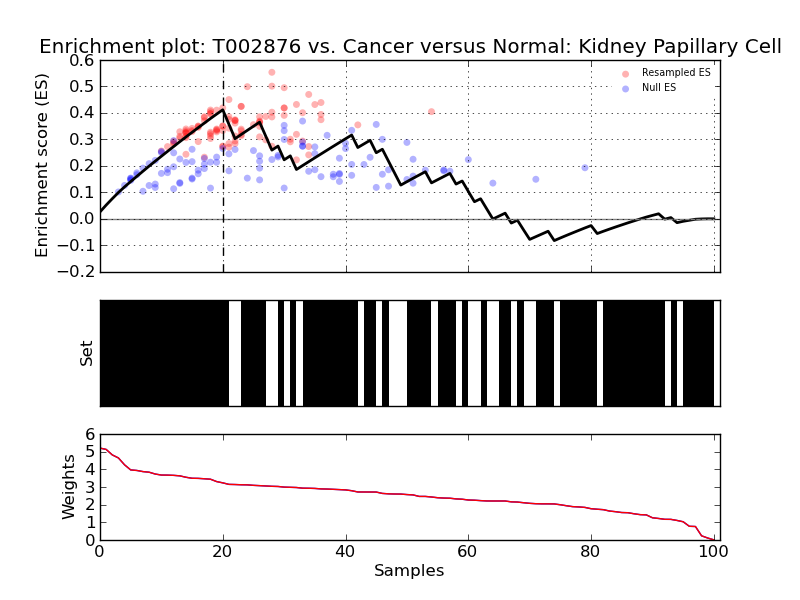 Enrichment plot: T002876 vs. Cancer versus Normal: Kidney Papillary Cell
Enrichment score (ES)
0.6
0.5
0.4
0.3
0.2
0.1
0.0
−0.1
−0.2
Resampled ES
Null ES
Set
Weights
6
5
4
3
2
1
0
0 20 40 60 80 100
Samples